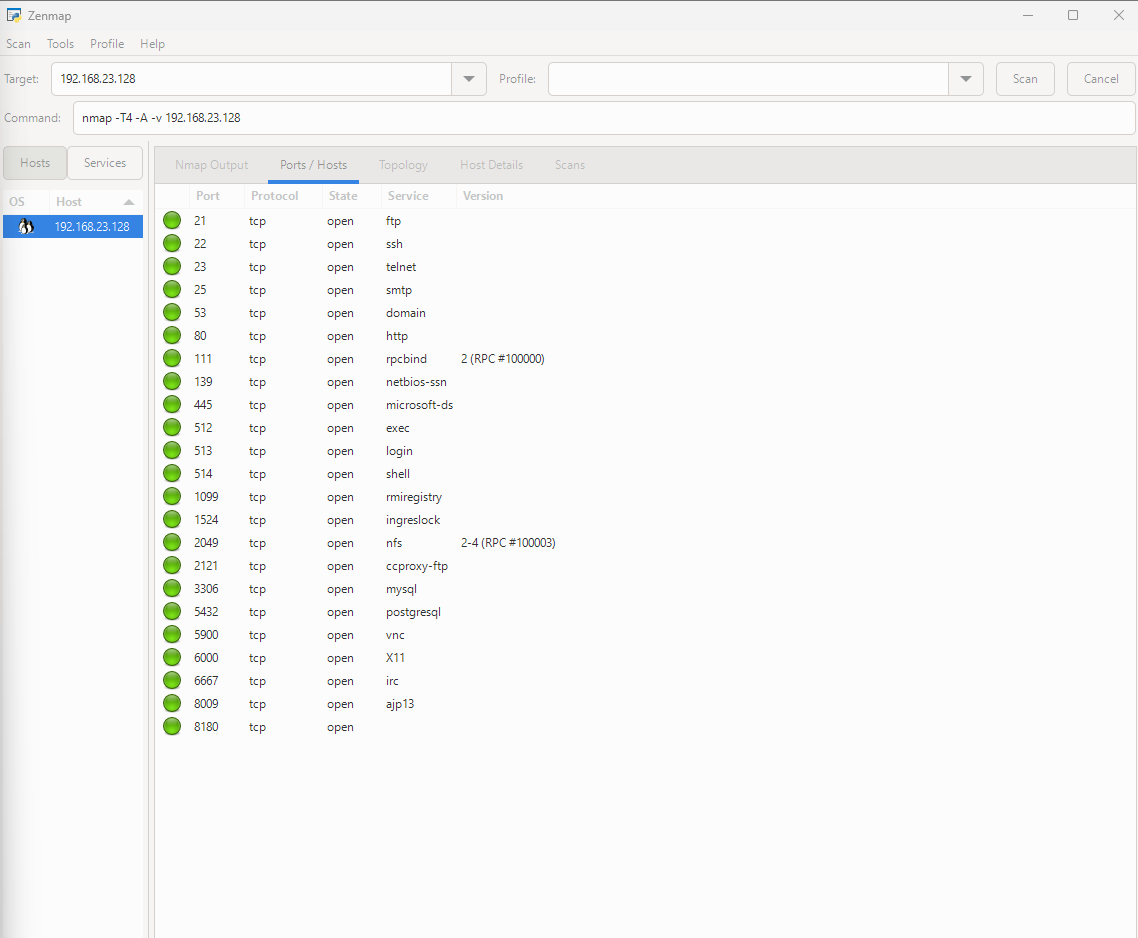 Zenmap
Scan Tools Profile Help
Target: 192.168.23.128 Profile: Scan Cancel
Command: nmap -T4 -A -v 192.168.23.128
Hosts Services
Nmap Output Ports / Hosts Topology Host Details Scans
OS Host
192.168.23.128
Port Protocol State Service Version
21 tcp open ftp
22 tcp open ssh
23 tcp open telnet
25 tcp open smtp
53 tcp open domain
80 tcp open http
111 tcp open rpcbind 2 (RPC #100000)
139 tcp open netbios-ssn
445 tcp open microsoft-ds
512 tcp open exec
513 tcp open login
514 tcp open shell
1099 tcp open rmiregistry
1524 tcp open ingreslock
2049 tcp open nfs 2-4 (RPC #100003)
2121 tcp open ccproxy-ftp
3306 tcp open mysql
5432 tcp open postgresql
5900 tcp open vnc
6000 tcp open X11
6667 tcp open irc
8009 tcp open ajp13
8180 tcp open